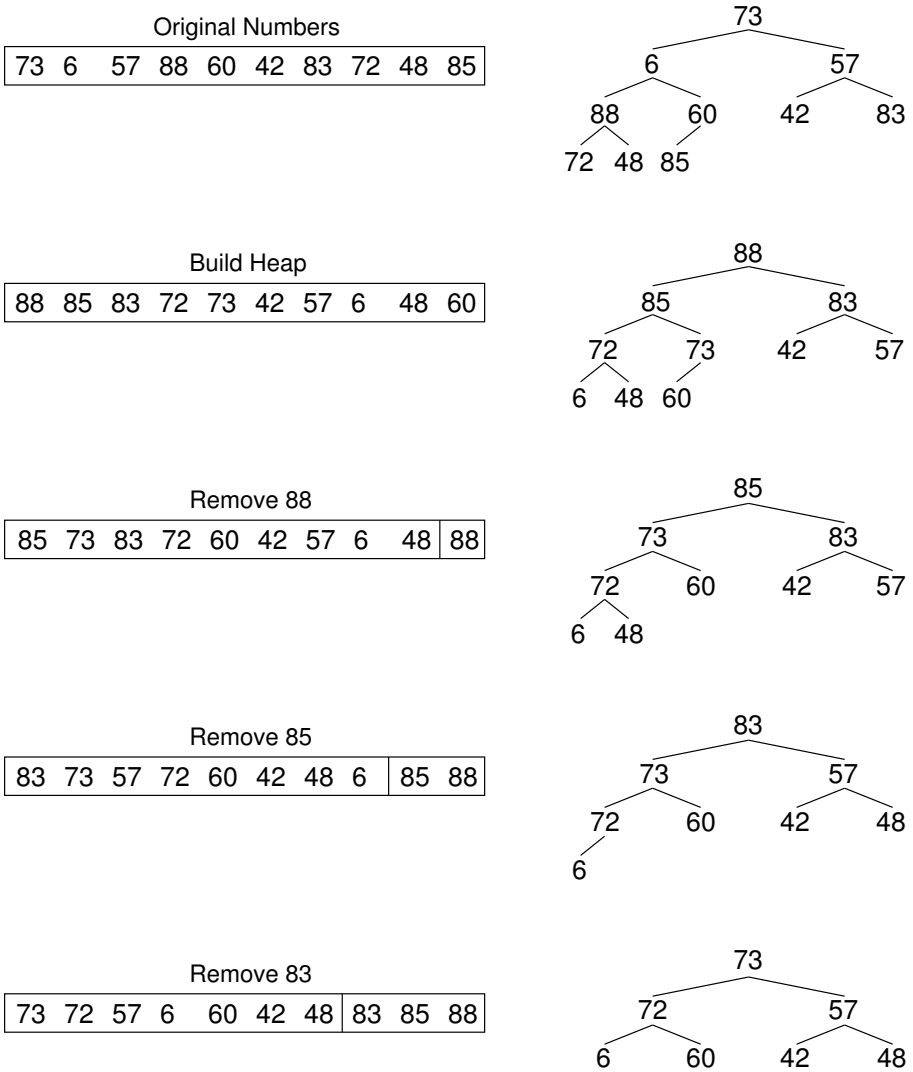 Original Numbers
73 6 57 88 60 42 83 72 48 85
73
6 57
88 60 42 83
72 48 85
Build Heap
88 85 83 72 73 42 57 6 48 60
88
85 83
72 73 42 57
6 48 60
Remove 88
85 73 83 72 60 42 57 6 48 88
85
73 83
72 60 42 57
6 48
Remove 85
83 73 57 72 60 42 48 6 85 88
83
73 57
72 60 42 48
6
Remove 83
73 72 57 6 60 42 48 83 85 88
73
72 57
6 60 42 48